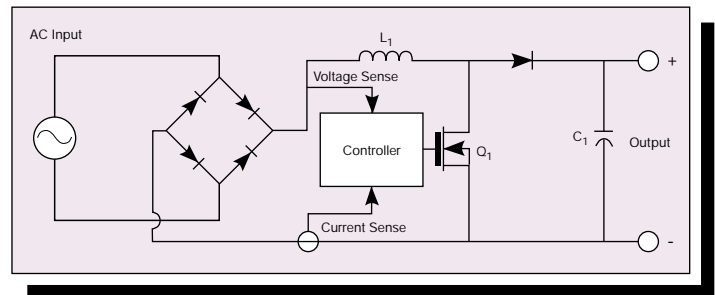 AC Input
L1
+
Voltage Sense
Controller
Q1
C1
Output
Current Sense
-